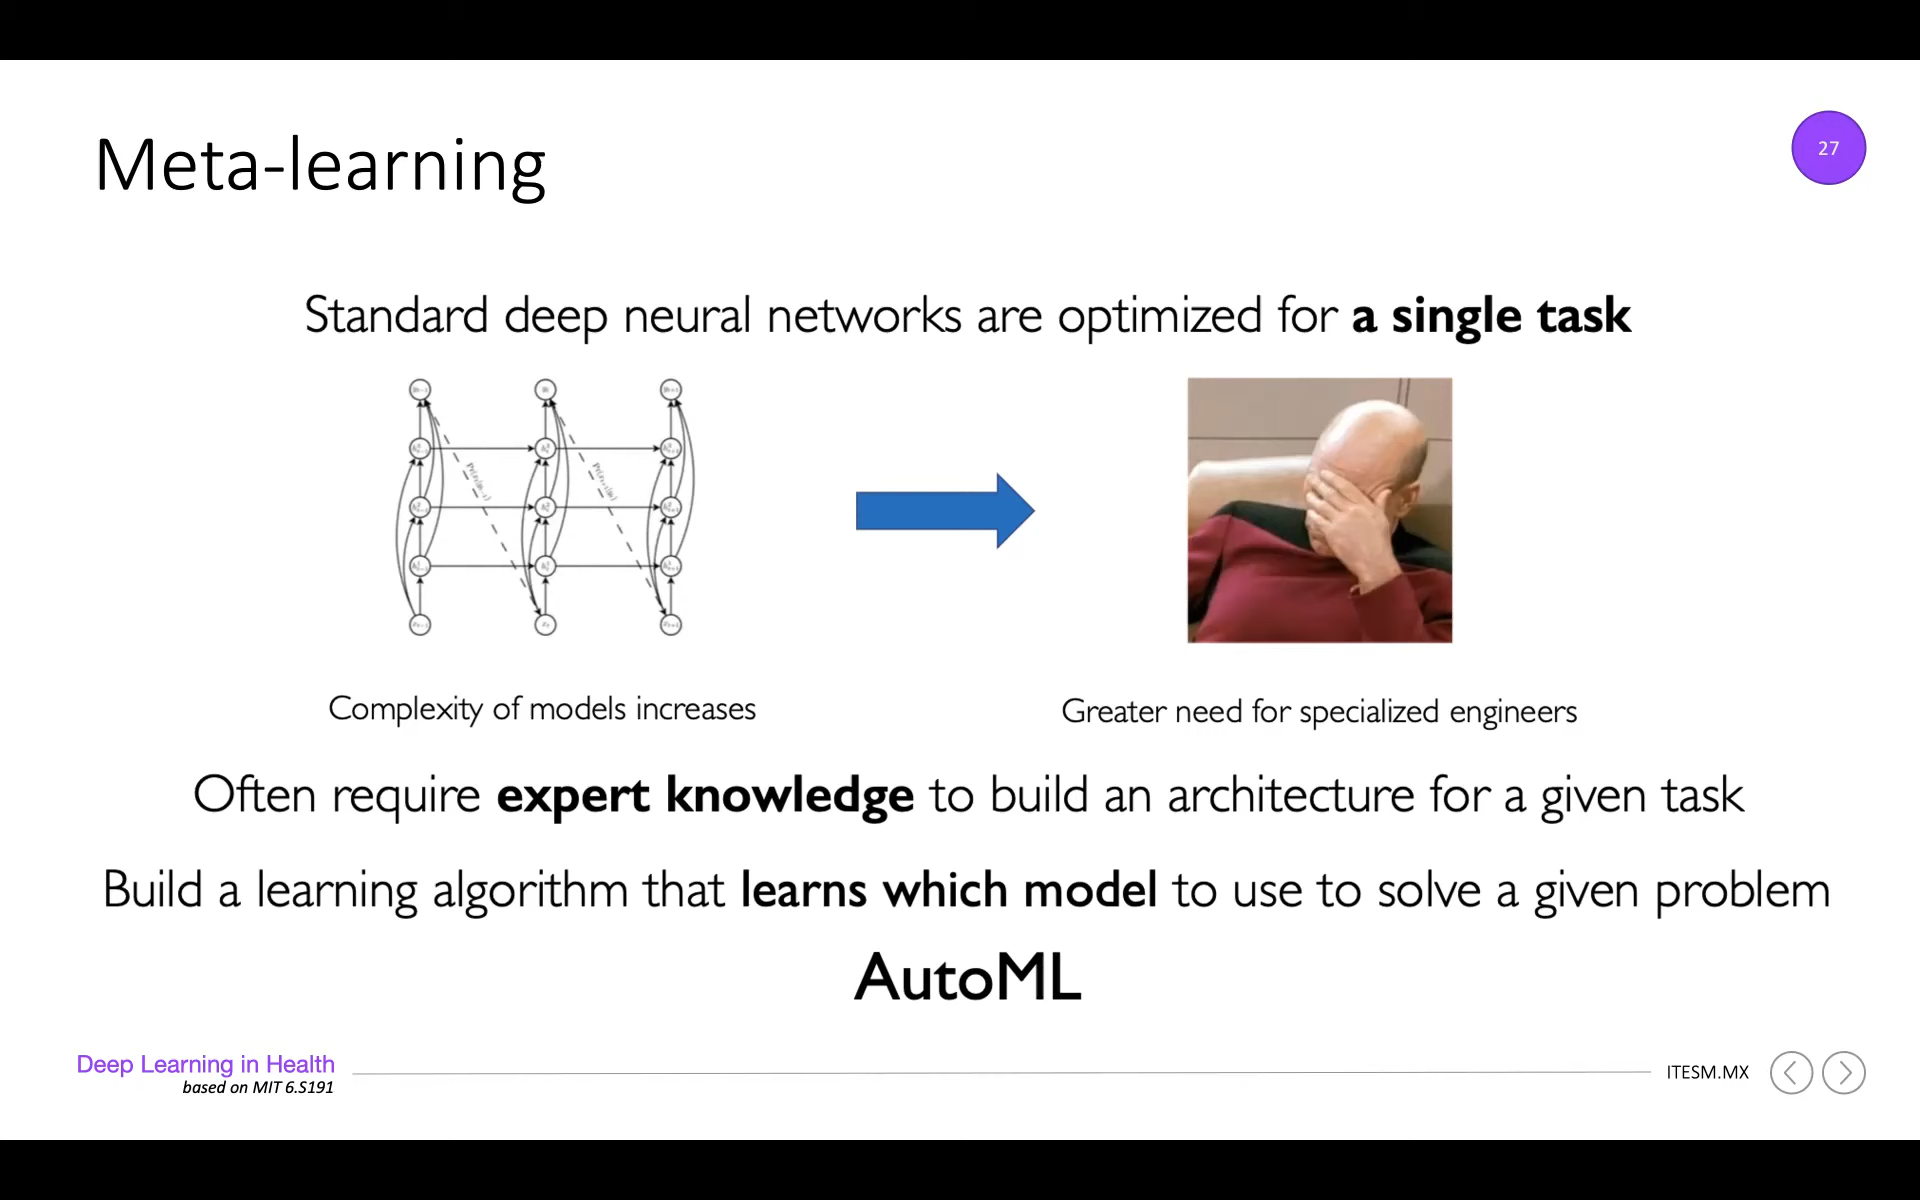 Meta-learning
27
Standard deep neural networks are optimized for a single task
Complexity of models increases
Greater need for specialized engineers
Often require expert knowledge to build an architecture for a given task
Build a learning algorithm that learns which model to use to solve a given problem
AutoML
Deep Learning in Health
based on MIT 6.S191
ITESM.MX